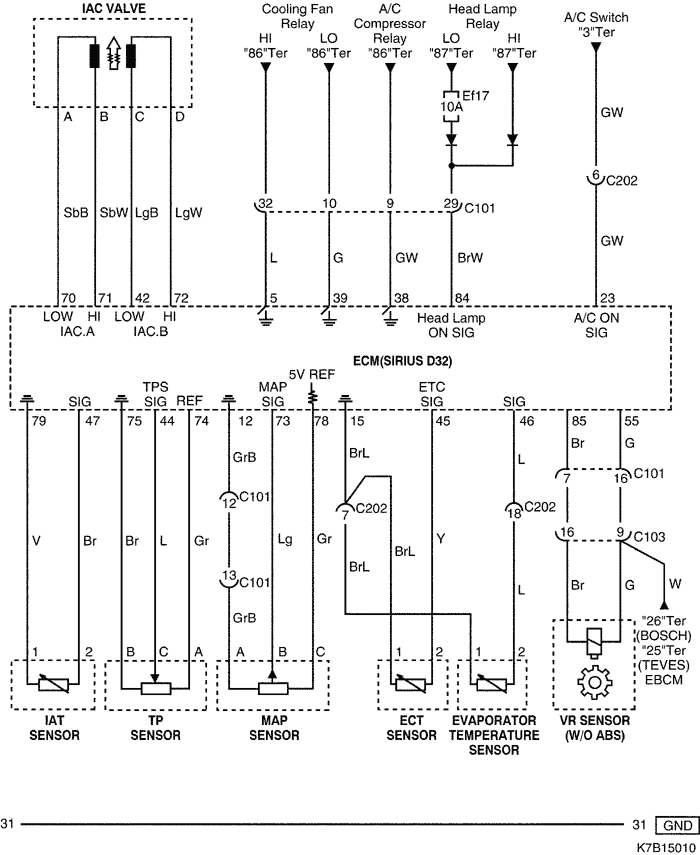 IAC VALVE
Cooling Fan Relay
A/C Compressor Relay
Head Lamp Relay
A/C Switch
"3"Ter
HI LO LO HI
"86"Ter "86"Ter "86"Ter "87"Ter "87"Ter
Ef17
10A
A B C D
GW
6 C202
SbB SbW LgB LgW
32 10 9 29 C101
L G GW BrW GW
70 71 42 72 5 39 38 84 23
LOW HI LOW HI
IAC.A IAC.B
Head Lamp
ON SIG
A/C ON
SIG
ECM(SIRIUS D32)
5V REF
TPS MAP ETC
SIG SIG REF SIG SIG SIG
79 47 75 44 74 12 73 78 15 45 46 85 55
GrB BrL L Br G
7 16 C101
12 C101
7 C202
18 C202
16 9 C103
V Br Br L Gr Lg Gr BrL Y
13 C101
BrL
GrB L Br G W
"26"Ter
(BOSCH)
"25"Ter
(TEVES)
EBCM
1 2 B C A A B C 1 2 1 2
IAT
SENSOR
TP
SENSOR
MAP
SENSOR
ECT
SENSOR
EVAPORATOR
TEMPERATURE
SENSOR
VR SENSOR
(W/O ABS)
31 31 GND
K7B15010